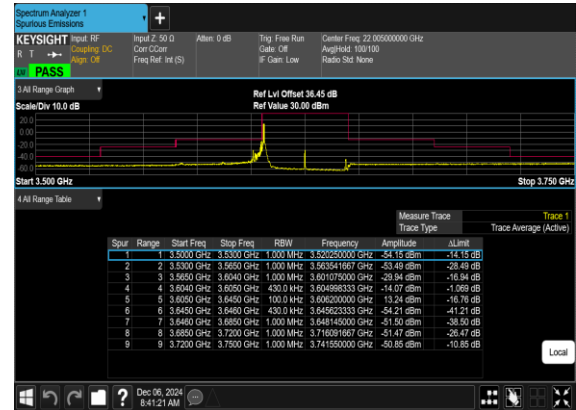 Spectrum Analyzer 1
Spurious Emissions
+
KEYSIGHT Input: RF Input Z: 50 Ω Atten: 0 dB Trig: Free Run Center Freq: 22.005000000 GHz
R T Coupling: DC Corr CCorr Gate: Off Avg|Hold: 100/100
Align: Off Freq Ref: Int (S) IF Gain: Low Radio Std: None
PASS
3 All Range Graph
Ref Lvl Offset 36.45 dB
Scale/Div 10.0 dB Ref Value 30.00 dBm
20.0
0.00
-20.0
-40.0
-60.0
Start 3.500 GHz Stop 3.750 GHz
4 All Range Table
Measure Trace Trace 1
Trace Type Trace Average (Active)
Spur Range Start Freq Stop Freq RBW Frequency Amplitude ΔLimit
1 1 3.5000 GHz 3.5300 GHz 1.000 MHz 3.520250000 GHz -54.15 dBm -14.15 dB
2 2 3.5300 GHz 3.5650 GHz 1.000 MHz 3.563541667 GHz -53.49 dBm -28.49 dB
3 3 3.5650 GHz 3.6040 GHz 1.000 MHz 3.601075000 GHz -29.94 dBm -16.94 dB
4 4 3.6040 GHz 3.6050 GHz 430.0 kHz 3.604998333 GHz -14.07 dBm -1.069 dB
5 5 3.6050 GHz 3.6450 GHz 100.0 kHz 3.606200000 GHz 13.24 dBm -16.76 dB
6 6 3.6450 GHz 3.6460 GHz 430.0 kHz 3.645623333 GHz -54.21 dBm -41.21 dB
7 7 3.6460 GHz 3.6850 GHz 1.000 MHz 3.648145000 GHz -51.50 dBm -38.50 dB
8 8 3.6850 GHz 3.7200 GHz 1.000 MHz 3.716091667 GHz -51.47 dBm -26.47 dB
9 9 3.7200 GHz 3.7500 GHz 1.000 MHz 3.741550000 GHz -50.85 dBm -10.85 dB
Local
? Dec 06, 2024
8:41:21 AM